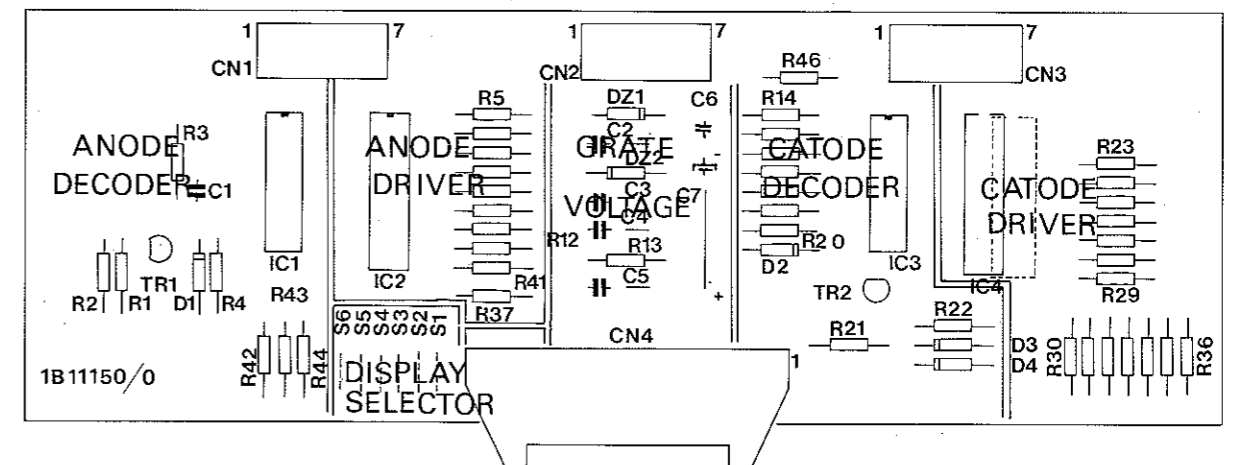 1 7
CN1
1 7
CN2
1 7
CN3
R46
R5
DZ1
C6
R14
R3
ANODE
DECODER
C1
ANODE
DRIVER
C2
GRATE
DZ2
VOLTAGE
C3
C4
C7
CATODE
DECODER
CATODE
DRIVER
R23
R12
R13
R20
D2
IC1
IC2
IC3
IC4
C5
R41
R37
+
-
TR1
R2
R1
D1
R4
R43
TR2
R29
R22
R21
D3
D4
S6
S5
S4
S3
S2
S1
CN4
1
R42
R44
R30
R36
1B11150/0
DISPLAY
SELECTOR